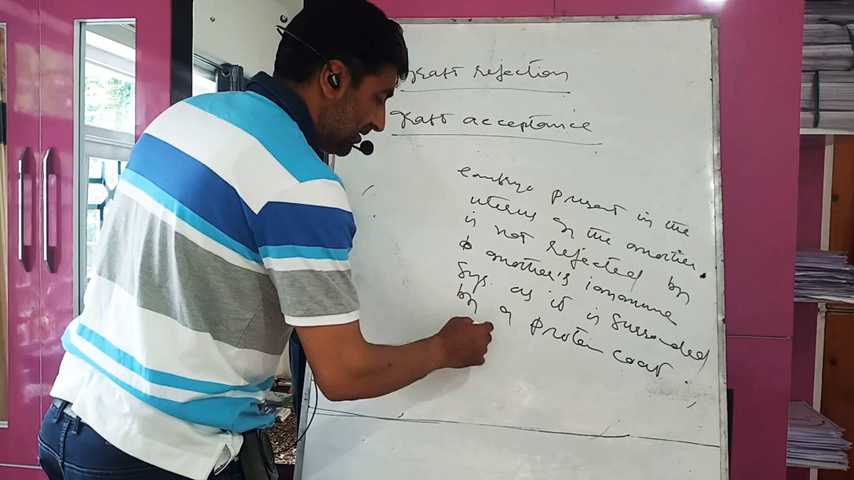 Graft rejection
Graft acceptance
embryo present in the
uterus of the mother
is not rejected by
mother's immune
sys. as it is surrounded
by a protein coat.